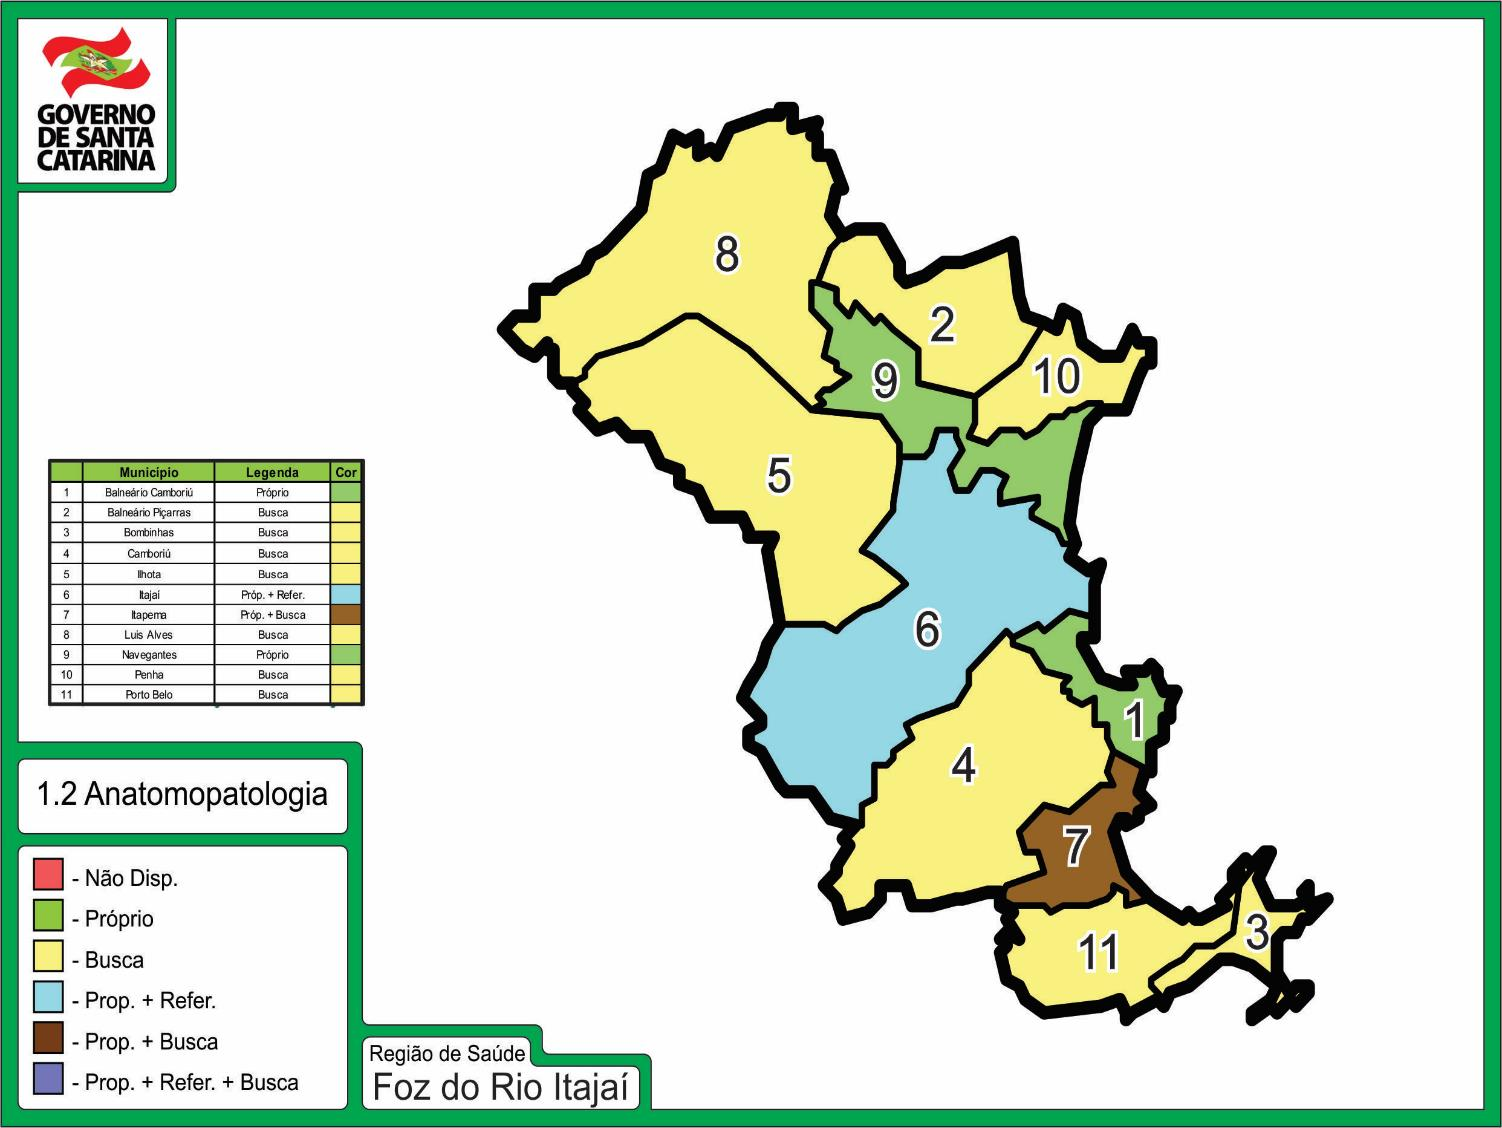 GOVERNO
DE SANTA
CATARINA
8
2
10
9
5
6
1
4
7
3
11
Município Legenda Cor
1 Balneário Camboriú Próprio
2 Balneário Piçarras Busca
3 Bombinhas Busca
4 Camboriú Busca
5 Ilhota Busca
6 Itajaí Próp. + Refer.
7 Itapema Próp. + Busca
8 Luis Alves Busca
9 Navegantes Próprio
10 Penha Busca
11 Porto Belo Busca
1.2 Anatomopatologia
- Não Disp.
- Próprio
- Busca
- Prop. + Refer.
- Prop. + Busca
- Prop. + Refer. + Busca
Região de Saúde
Foz do Rio Itajaí